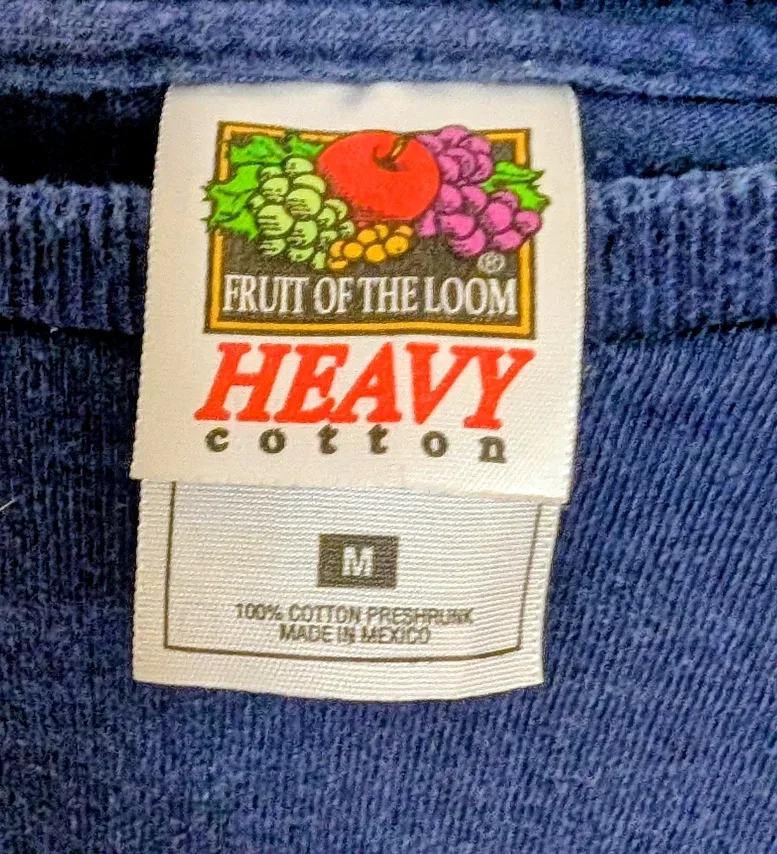 ®
FRUIT OF THE LOOM
HEAVY
cotton
M
100% COTTON PRESHRUNK
MADE IN MEXICO